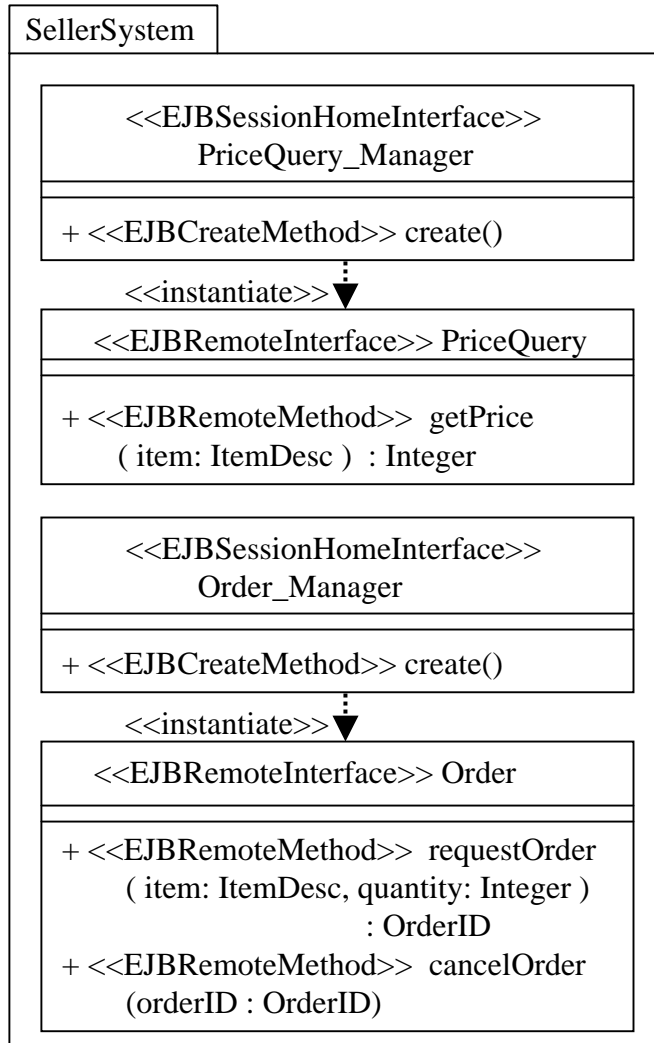 SellerSystem
<<EJBSessionHomeInterface>>
PriceQuery_Manager
+ <<EJBCreateMethod>> create()
<<instantiate>>
<<EJBRemoteInterface>> PriceQuery
+ <<EJBRemoteMethod>> getPrice
( item: ItemDesc ) : Integer
<<EJBSessionHomeInterface>>
Order_Manager
+ <<EJBCreateMethod>> create()
<<instantiate>>
<<EJBRemoteInterface>> Order
+ <<EJBRemoteMethod>> requestOrder
( item: ItemDesc, quantity: Integer )
: OrderID
+ <<EJBRemoteMethod>> cancelOrder
(orderID : OrderID)